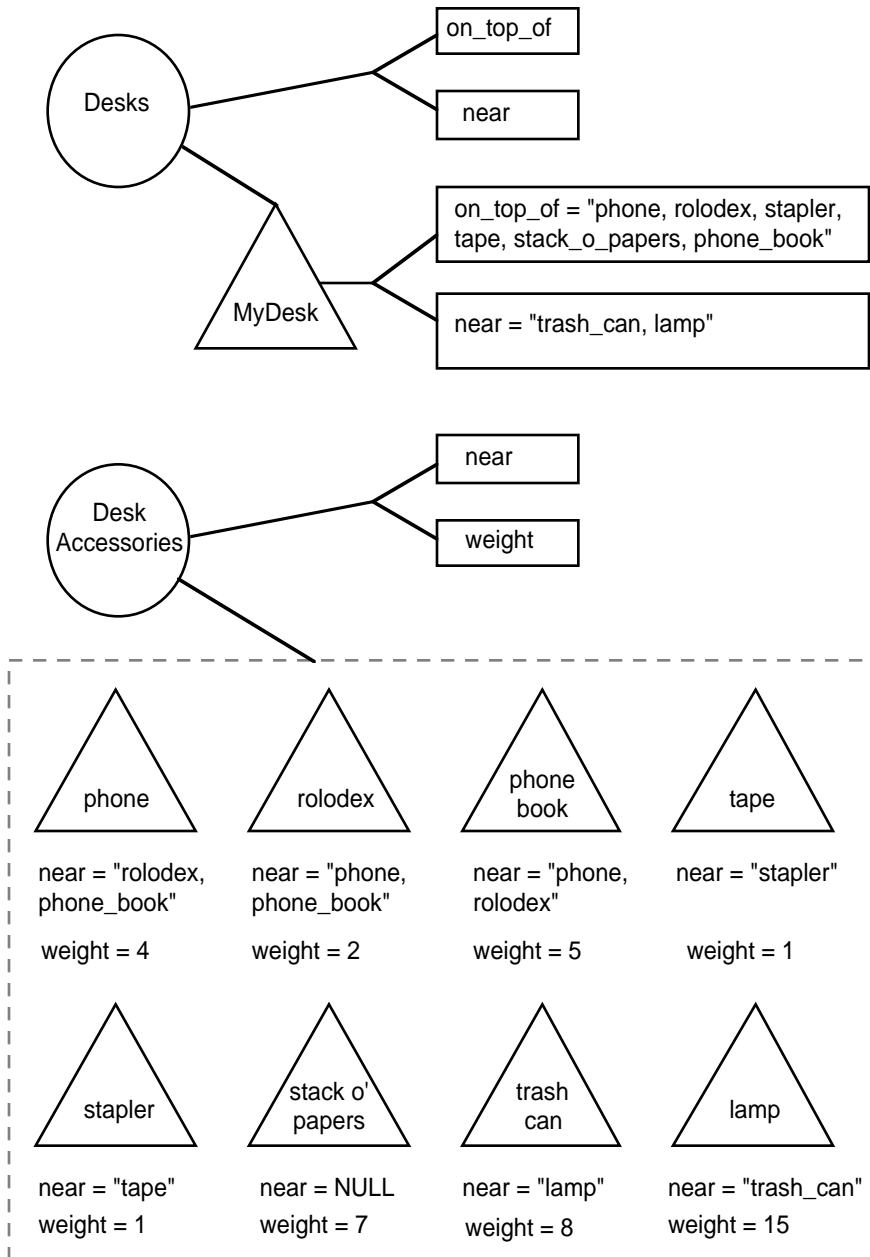 on_top_of
Desks
near
on_top_of = "phone, rolodex, stapler,
tape, stack_o_papers, phone_book"
MyDesk
near = "trash_can, lamp"
near
Desk
Accessories
weight
phone
rolodex
phone
book
tape
near = "rolodex,
phone_book"
near = "phone,
phone_book"
near = "phone,
rolodex"
near = "stapler"
weight = 4
weight = 2
weight = 5
weight = 1
stapler
stack o'
papers
trash
can
lamp
near = "tape"
near = NULL
near = "lamp"
near = "trash_can"
weight = 1
weight = 7
weight = 8
weight = 15